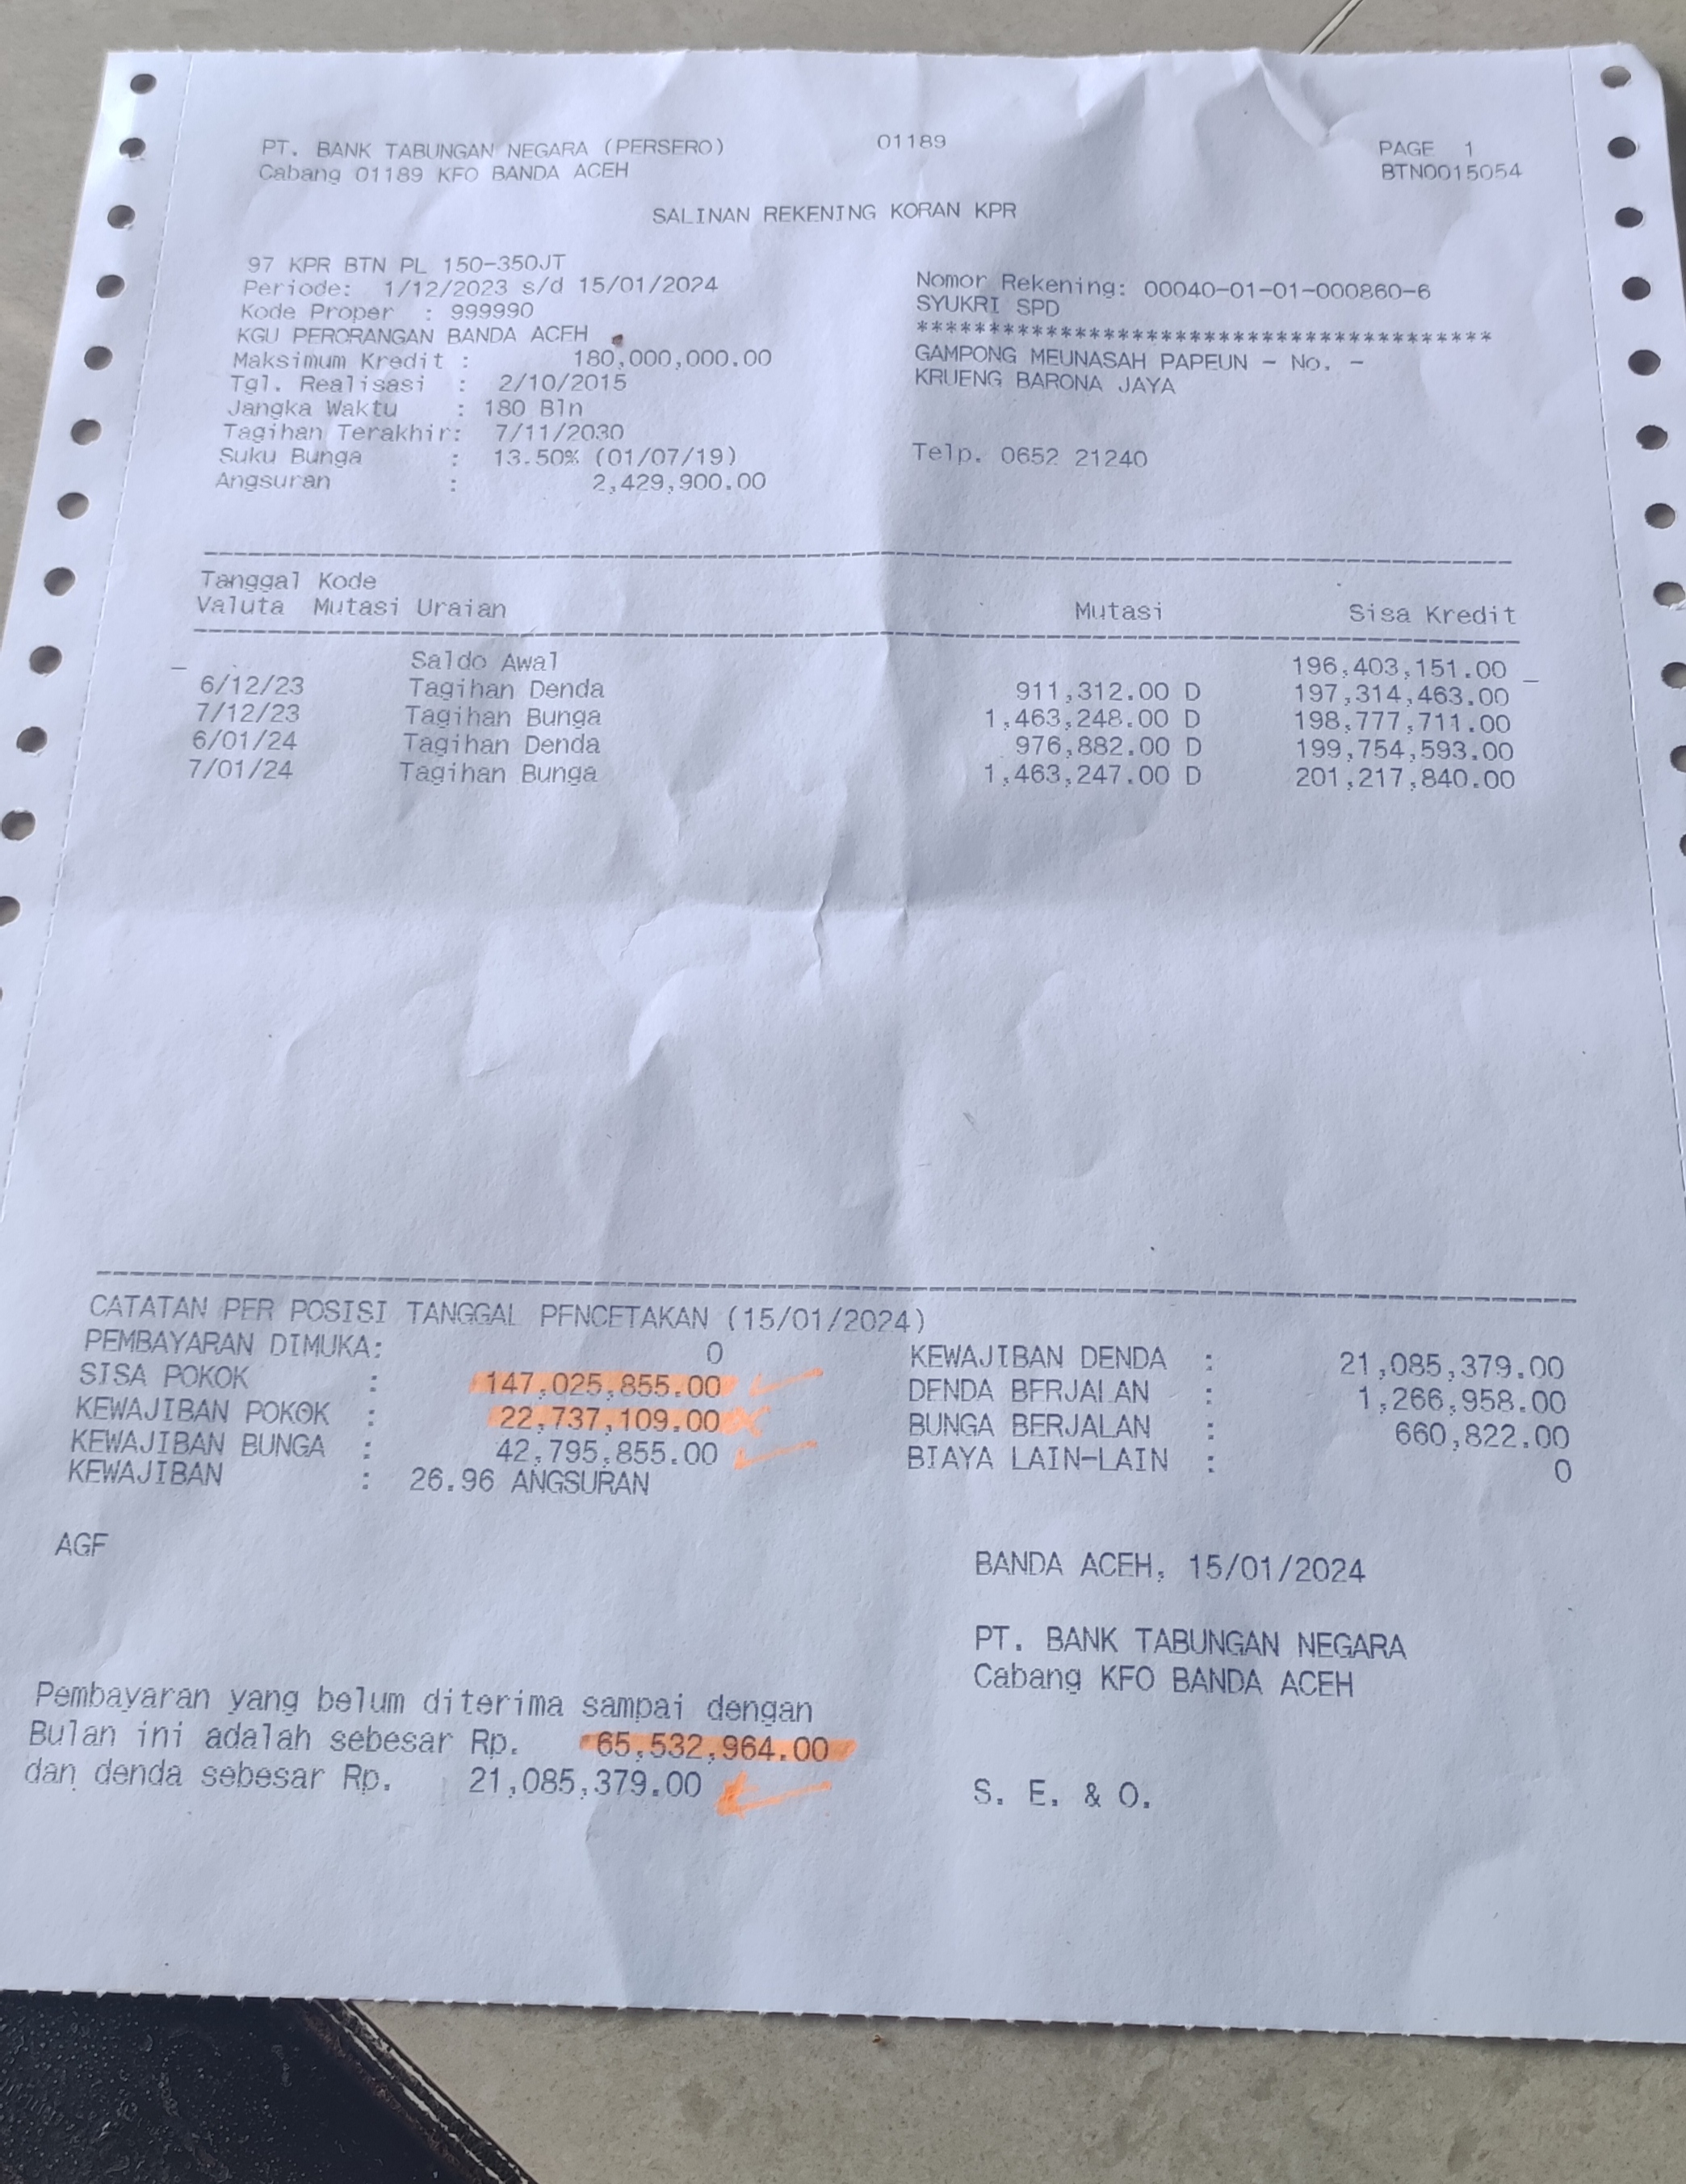 PT. BANK TABUNGAN NEGARA (PERSERO) 01189 PAGE 1
Cabang 01189 KFO BANDA ACEH BTN0015054
SALINAN REKENING KORAN KPR
97 KPR BTN PL 150-350JT
Periode: 1/12/2023 s/d 15/01/2024 Nomor Rekening: 00040-01-01-000860-6
Kode Proper : 999990 SYUKRI SPD
KGU PERORANGAN BANDA ACEH ****************************************
Maksimum Kredit : 180,000,000.00 GAMPONG MEUNASAH PAPEUN - No. -
Tgl. Realisasi : 2/10/2015 KRUENG BARONA JAYA
Jangka Waktu : 180 Bln
Tagihan Terakhir: 7/11/2030
Suku Bunga : 13.50% (01/07/19) Telp. 0652 21240
Angsuran : 2,429,900.00
Tanggal Kode
Valuta Mutasi Uraian Mutasi Sisa Kredit
Saldo Awal 196,403,151.00
6/12/23 Tagihan Denda 911,312.00 D 197,314,463.00
7/12/23 Tagihan Bunga 1,463,248.00 D 198,777,711.00
6/01/24 Tagihan Denda 976,882.00 D 199,754,593.00
7/01/24 Tagihan Bunga 1,463,247.00 D 201,217,840.00
CATATAN PER POSISI TANGGAL PENCETAKAN (15/01/2024)
PEMBAYARAN DIMUKA: 0 KEWAJIBAN DENDA : 21,085,379.00
SISA POKOK : 147,025,855.00 DENDA BERJALAN : 1,266,958.00
KEWAJIBAN POKOK : 22,737,109.00 BUNGA BERJALAN : 660,822.00
KEWAJIBAN BUNGA : 42,795,855.00 BIAYA LAIN-LAIN : 0
KEWAJIBAN : 26.96 ANGSURAN
AGF
BANDA ACEH, 15/01/2024
PT. BANK TABUNGAN NEGARA
Cabang KFO BANDA ACEH
Pembayaran yang belum diterima sampai dengan
Bulan ini adalah sebesar Rp. 65,532,964.00
dan denda sebesar Rp. 21,085,379.00
S. E. & O.